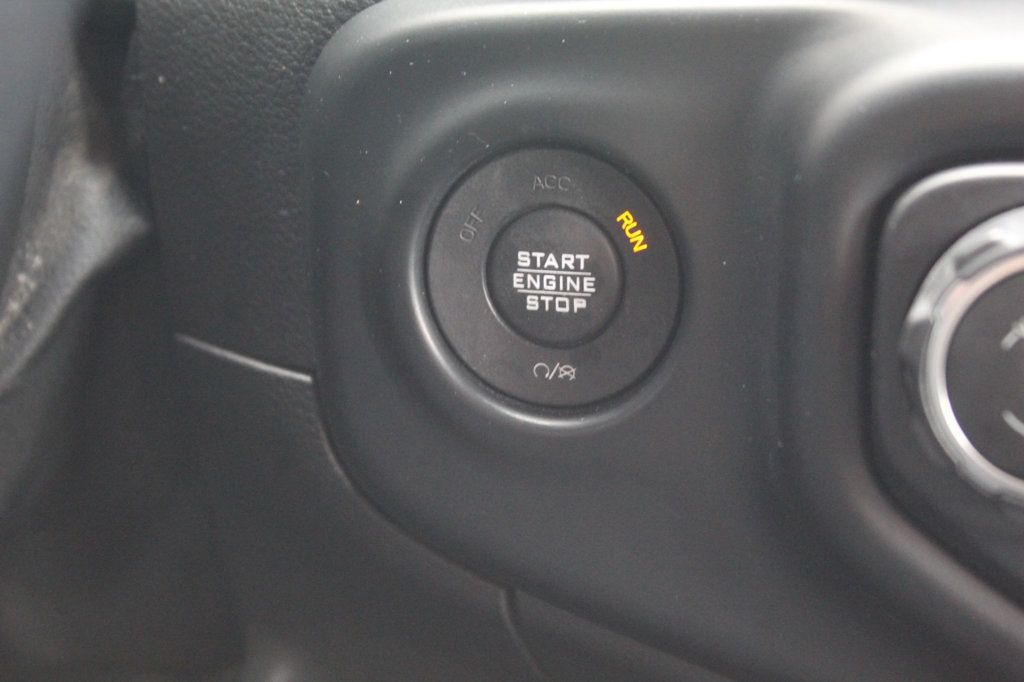 ACC
OFF
RUN
START
ENGINE
STOP